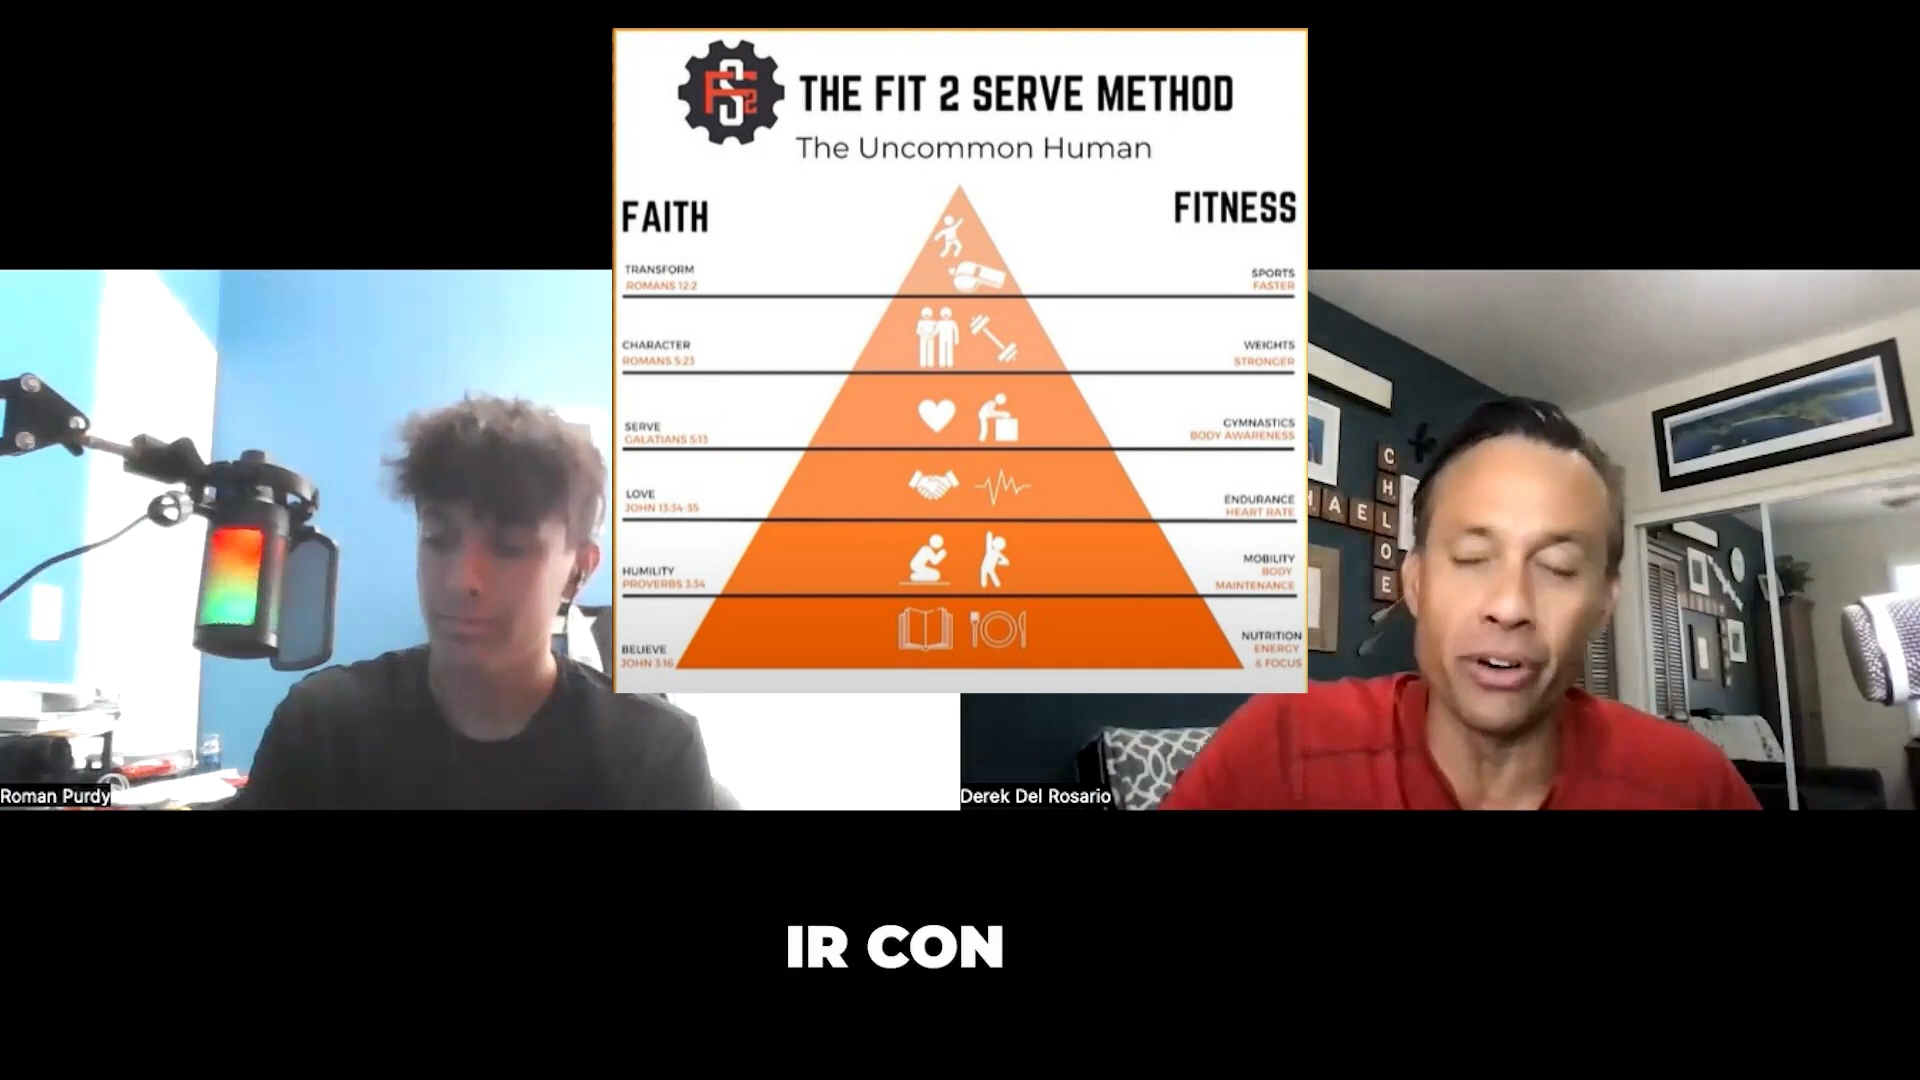 FS2
THE FIT 2 SERVE METHOD
The Uncommon Human
FAITH
FITNESS
TRANSFORM
ROMANS 12:2
SPORTS
FASTER
CHARACTER
ROMANS 5:23
WEIGHTS
STRONGER
SERVE
GALATIANS 5:13
GYMNASTICS
BODY AWARENESS
LOVE
JOHN 13:34-35
ENDURANCE
HEART RATE
HUMILITY
PROVERBS 3:34
MOBILITY
BODY
MAINTENANCE
BELIEVE
JOHN 3:16
NUTRITION
ENERGY
& FOCUS
CHLOE
HAEL
Roman Purdy
Derek Del Rosario
IR CON